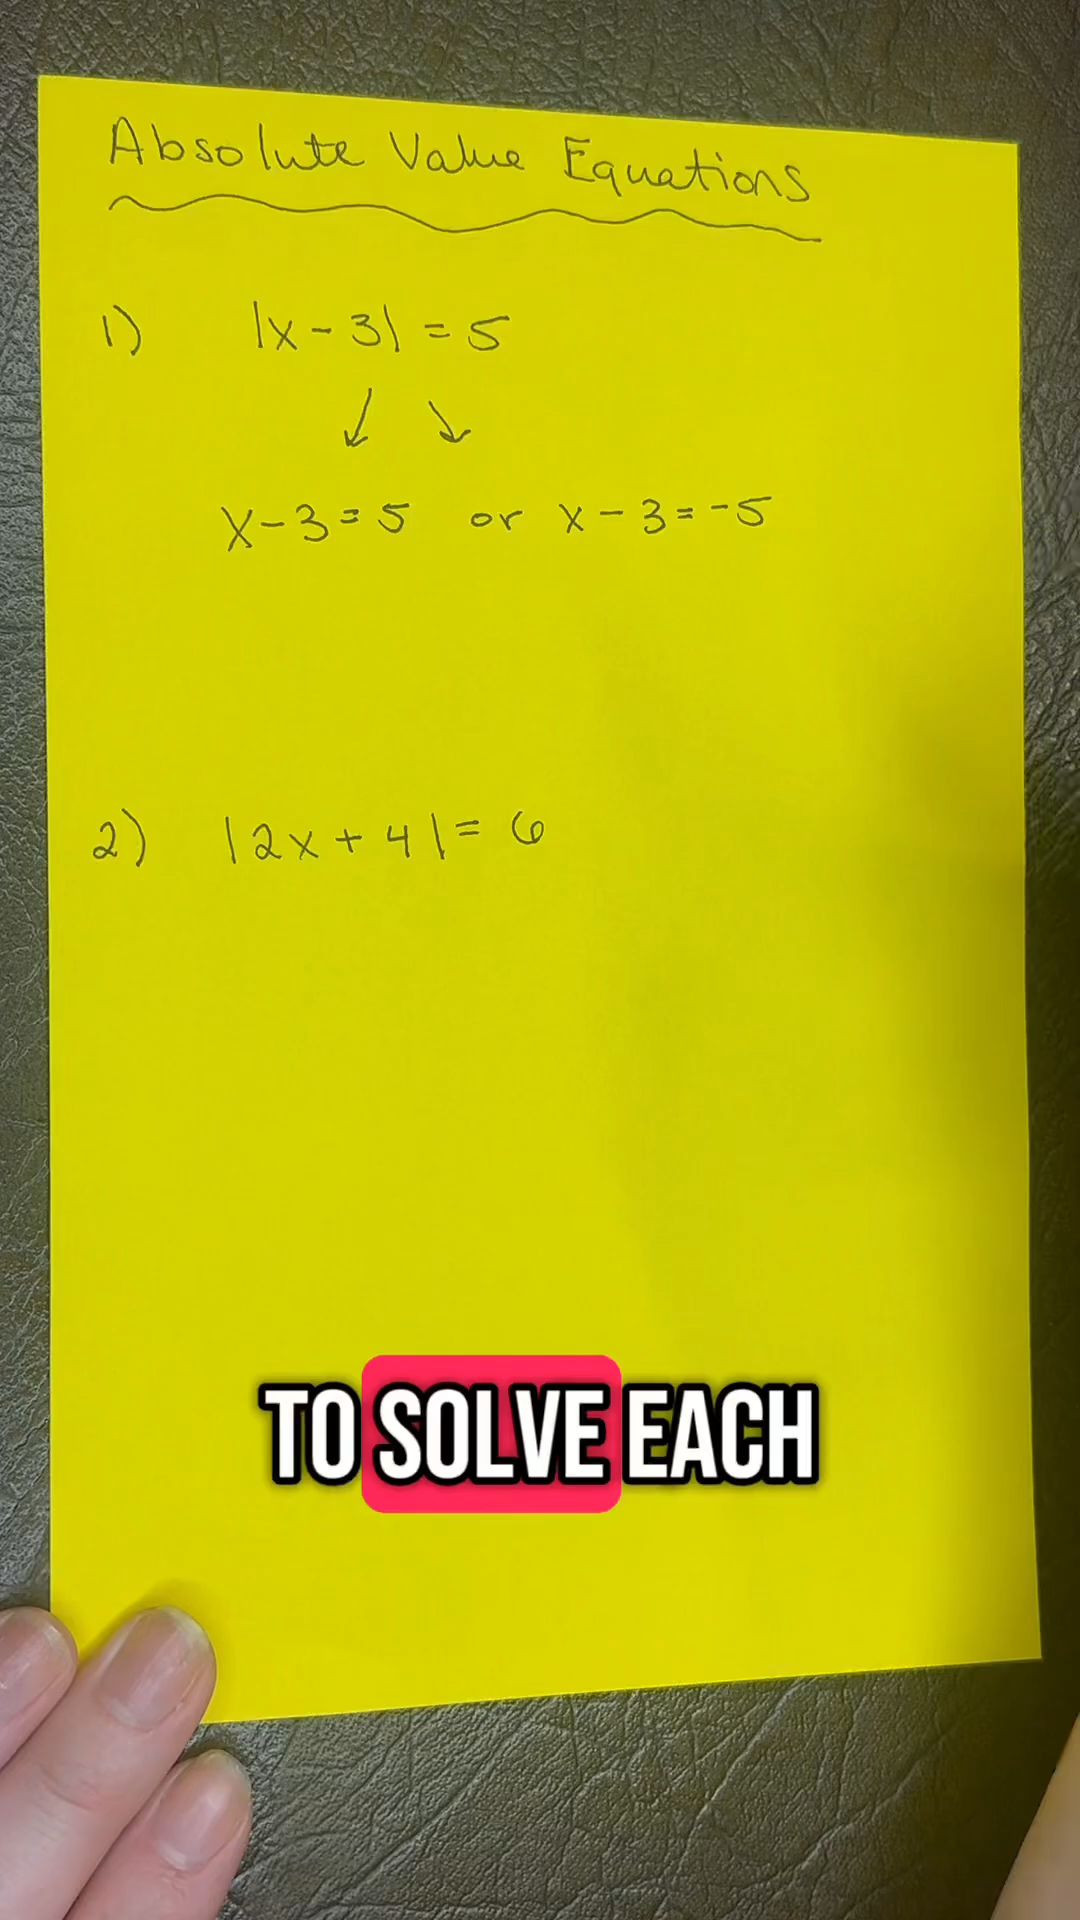 Absolute Value Equations
1) |x - 3| = 5
↙ ↘
x - 3 = 5 or x - 3 = -5
2) |2x + 4| = 6
TO SOLVE EACH